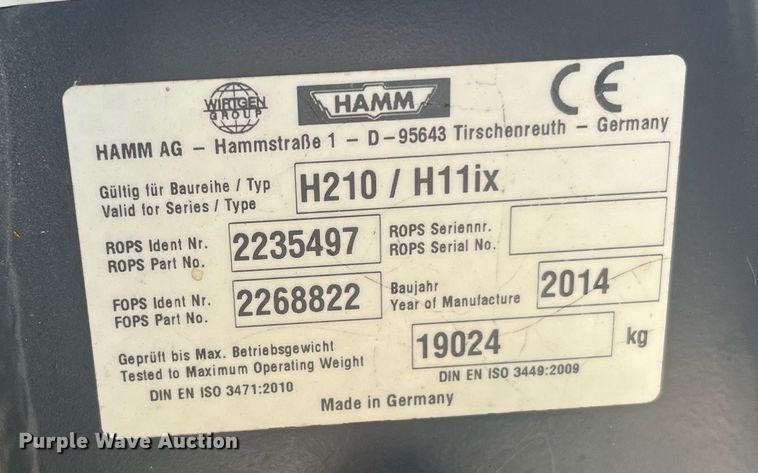 WIRTGEN
GROUP
HAMM
CE
HAMM AG – Hammstraße 1 – D-95643 Tirschenreuth – Germany
Gültig für Baureihe / Typ
Valid for Series / Type
H210 / H11ix
ROPS Ident Nr.
ROPS Part No.
2235497
ROPS Seriennr.
ROPS Serial No.
FOPS Ident Nr.
FOPS Part No.
2268822
Baujahr
Year of Manufacture
2014
Geprüft bis Max. Betriebsgewicht
Tested to Maximum Operating Weight
19024
kg
DIN EN ISO 3471:2010
DIN EN ISO 3449:2009
Made in Germany
Purple Wave Auction